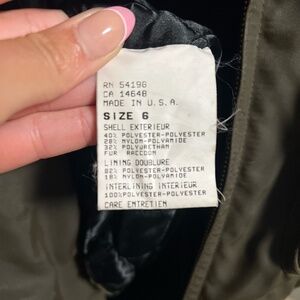 RN 54196
CA 14648
MADE IN U.S.A.
SIZE 6
SHELL EXTERIEUR
40% POLYESTER-POLYESTER
28% NYLON-POLYAMIDE
32% POLYURETHAN
FUR RACCOON
LINING DOUBLURE
82% POLYESTER-POLYESTER
18% NYLON-POLYAMIDE
INTERLINING INTERIEUR
100%POLYESTER-POLYESTER
CARE ENTRETIEN